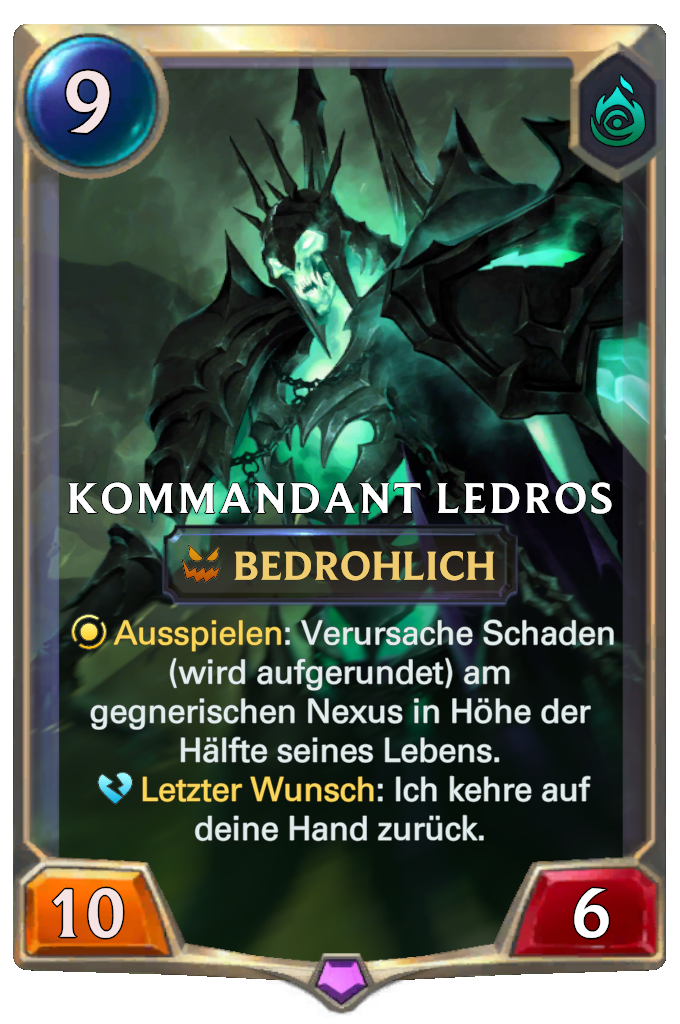 9
KOMMANDANT LEDROS
BEDROHLICH
Ausspielen: Verursache Schaden
(wird aufgerundet) am
gegnerischen Nexus in Höhe der
Hälfte seines Lebens.
Letzter Wunsch: Ich kehre auf
deine Hand zurück.
10
6